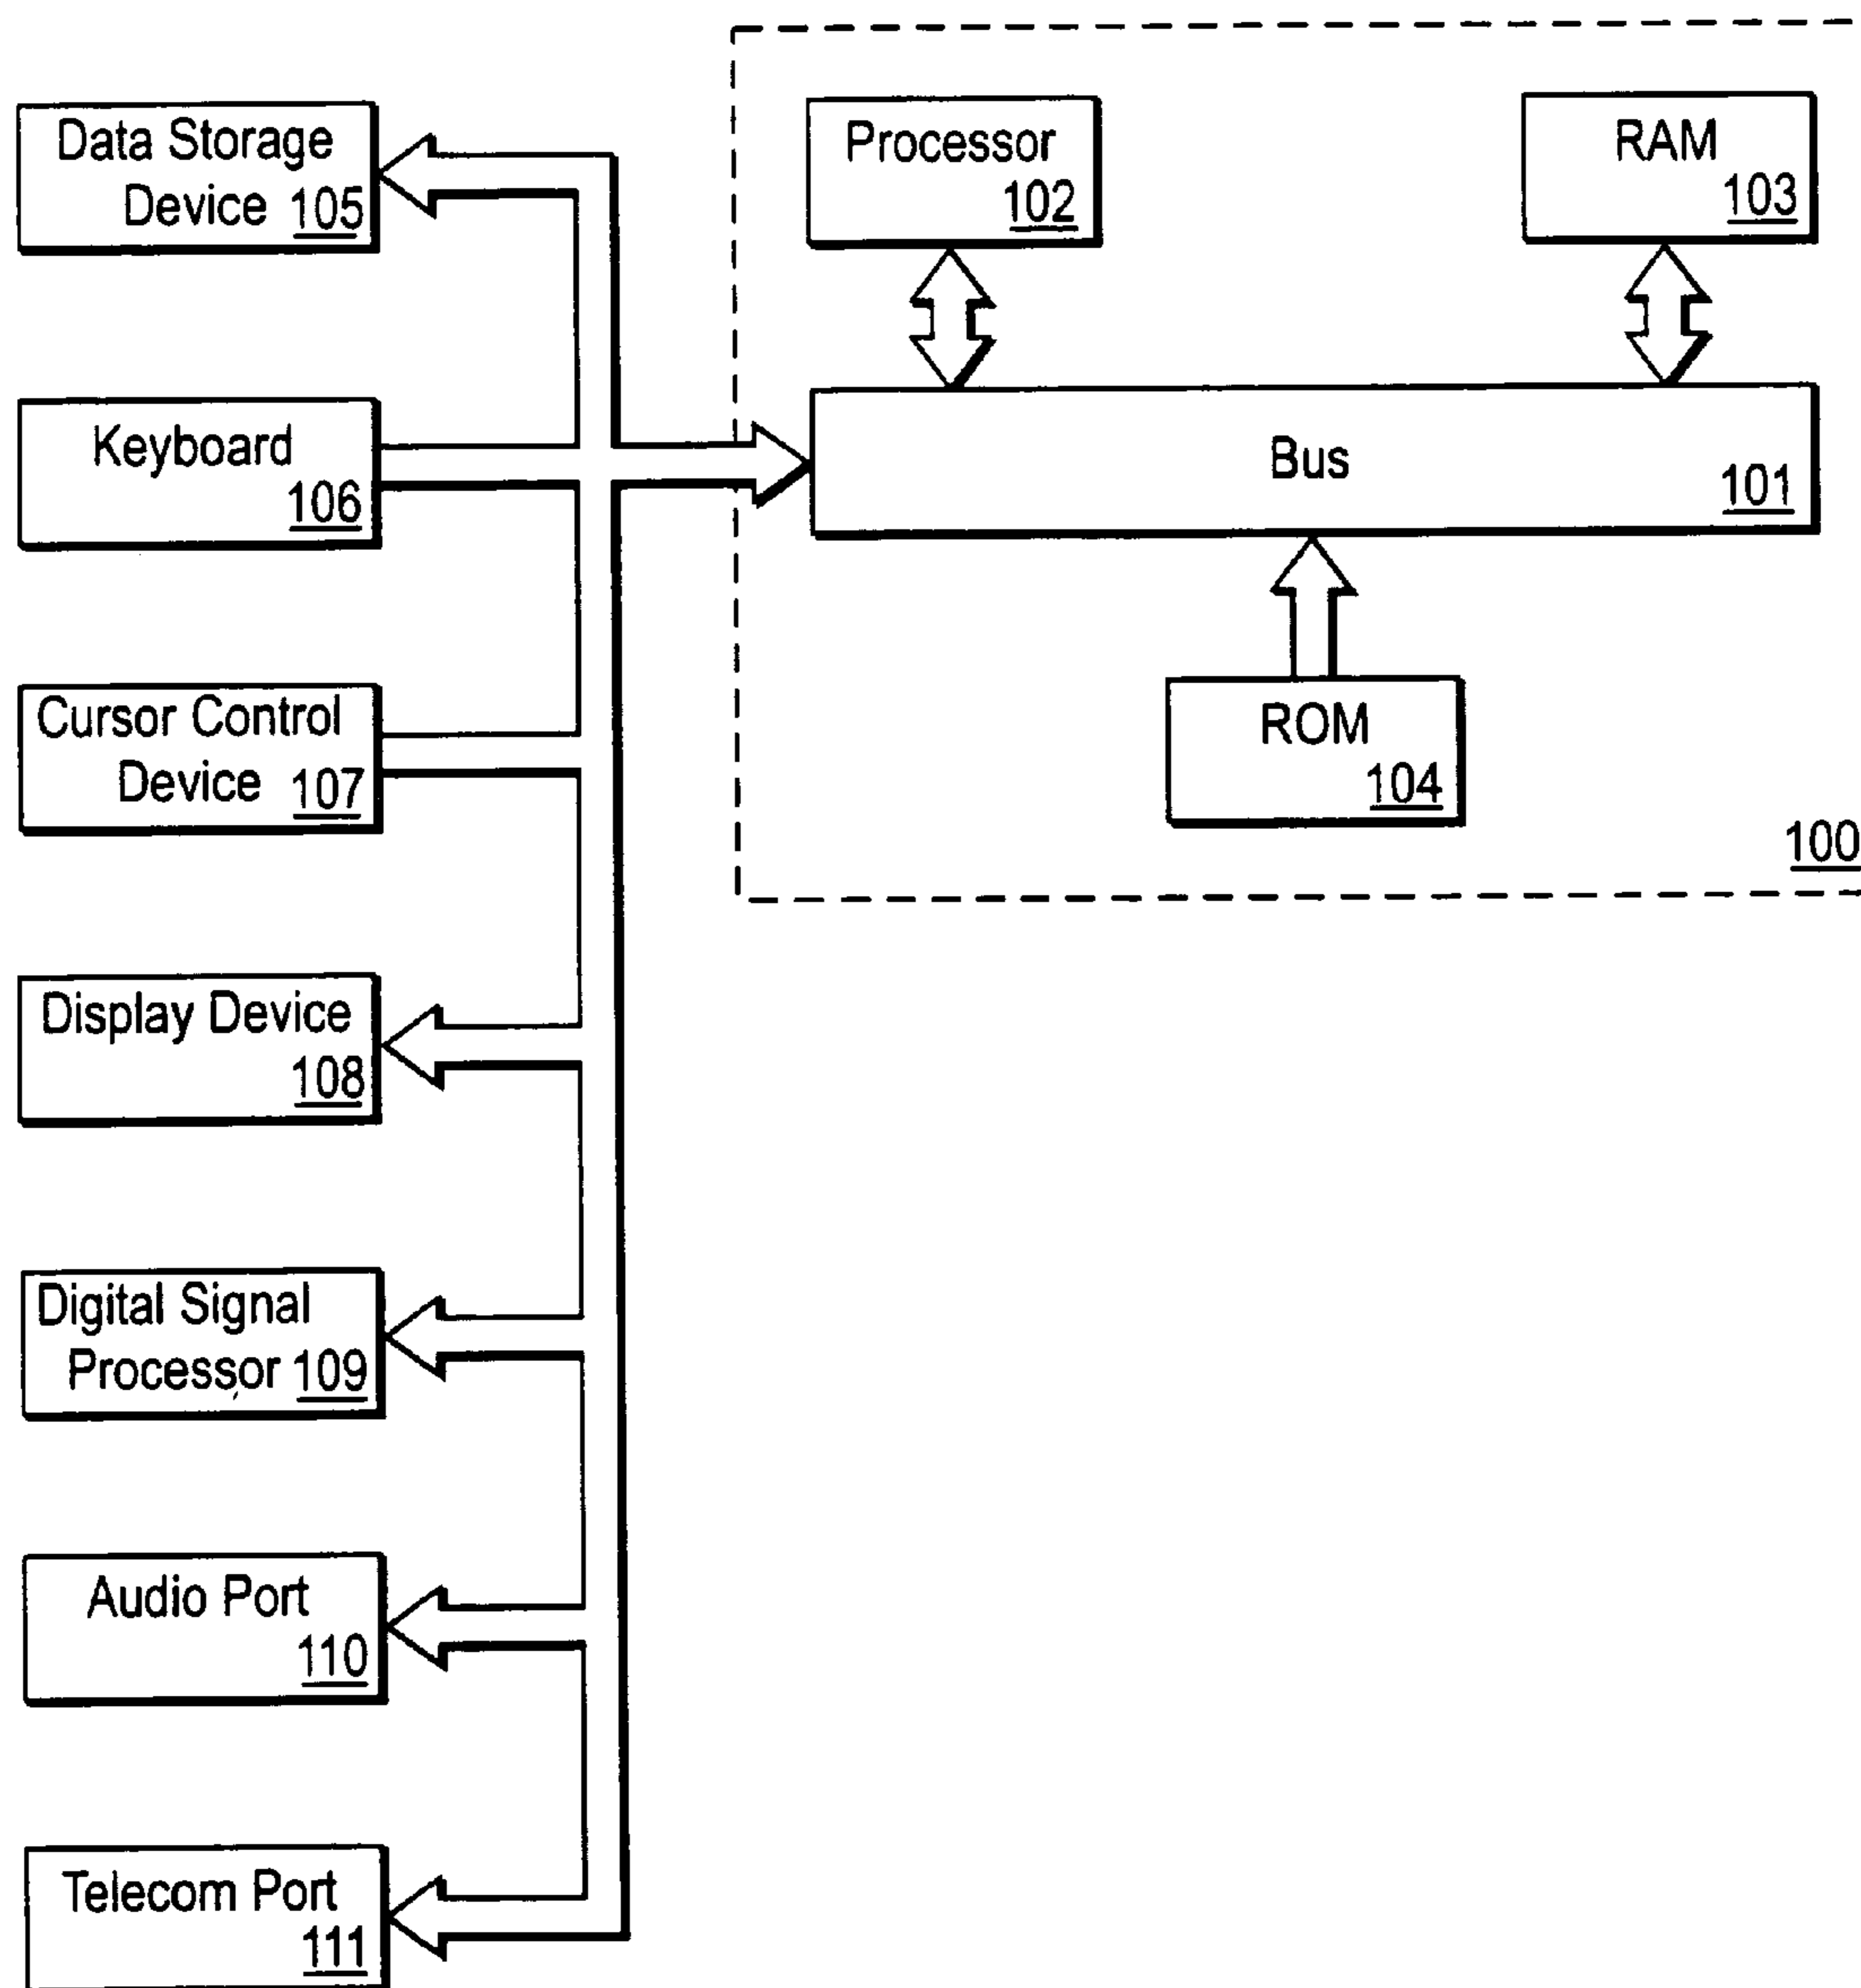 Data Storage
Device 105
Keyboard
106
Cursor Control
Device 107
Display Device
108
Digital Signal
Processor 109
Audio Port
110
Telecom Port
111
Processor
102
RAM
103
Bus
101
ROM
104
100